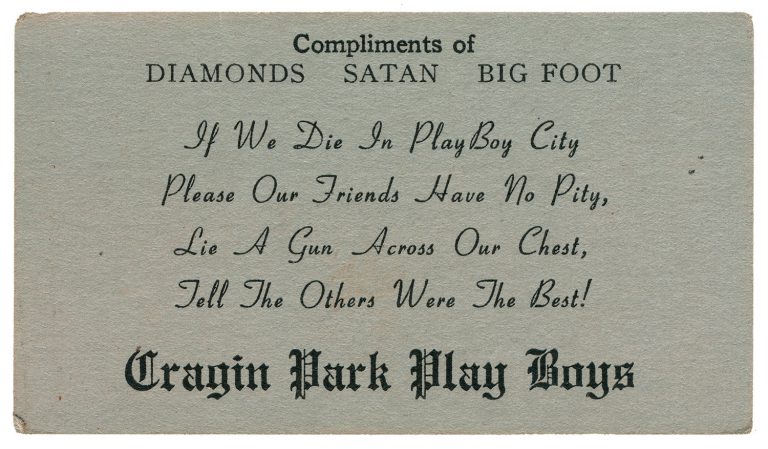 Compliments of
DIAMONDS SATAN BIG FOOT
If We Die In PlayBoy City
Please Our Friends Have No Pity,
Lie A Gun Across Our Chest,
Tell The Others Were The Best!
Cragin Park Play Boys